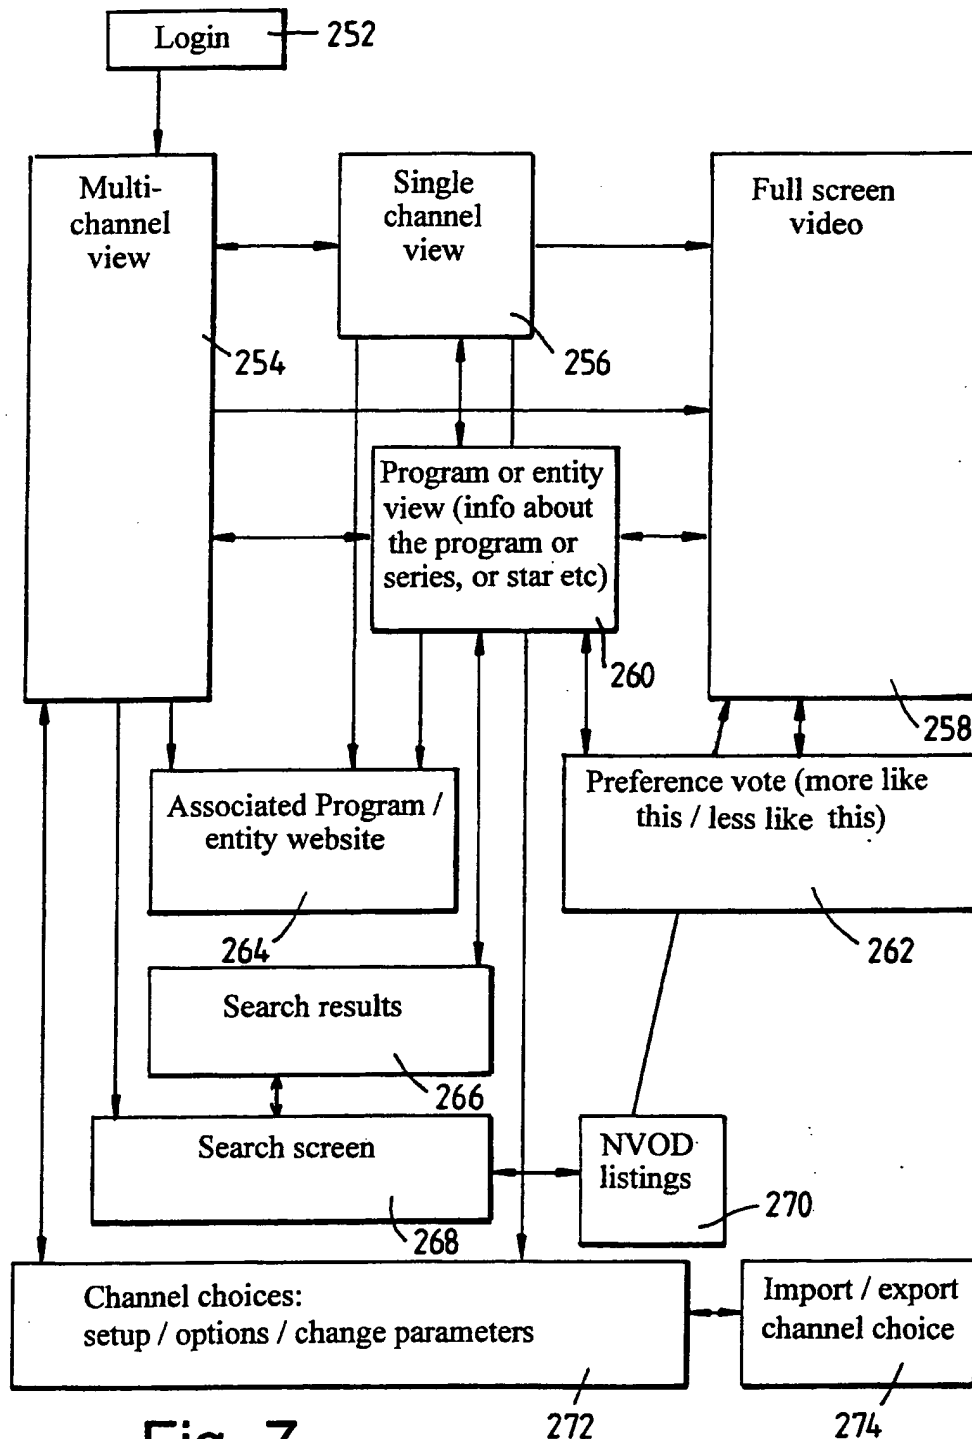 Login
252
Multi-
channel
view
254
Single
channel
view
256
Full screen
video
258
Program or entity
view (info about
the program or
series, or star etc)
260
Preference vote (more like
this / less like this)
262
Associated Program /
entity website
264
Search results
266
Search screen
268
NVOD
listings
270
Channel choices:
setup / options / change parameters
272
Import / export
channel choice
274
Fig. 7